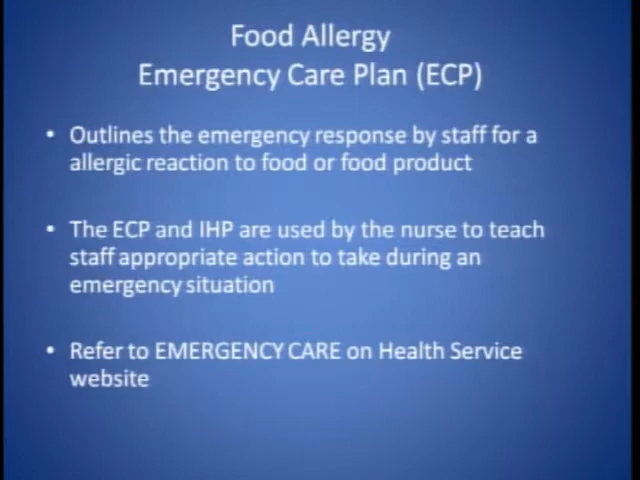 Food Allergy
Emergency Care Plan (ECP)
• Outlines the emergency response by staff for a
allergic reaction to food or food product
• The ECP and IHP are used by the nurse to teach
staff appropriate action to take during an
emergency situation
• Refer to EMERGENCY CARE on Health Service
website